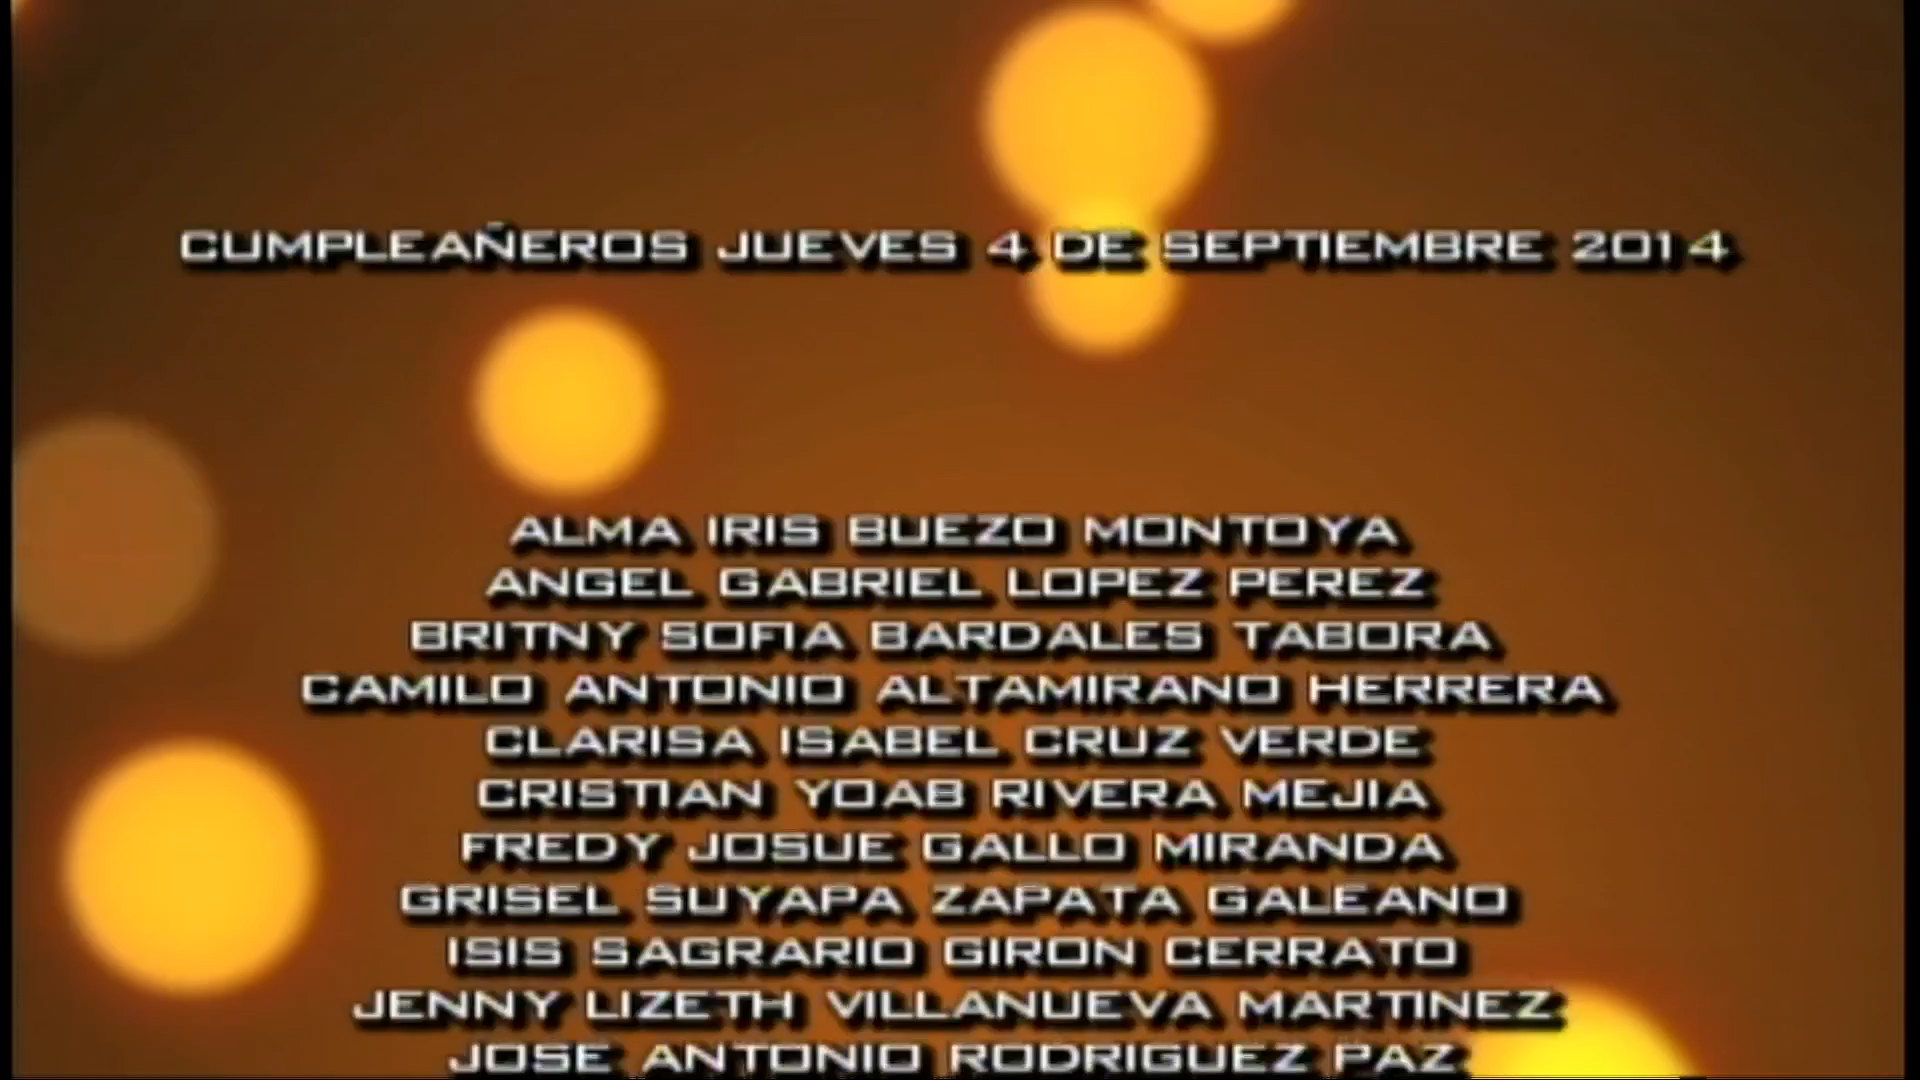 CUMPLEAÑEROS JUEVES 4 DE SEPTIEMBRE 2014
ALMA IRIS BUEZO MONTOYA
ANGEL GABRIEL LOPEZ PEREZ
BRITNY SOFIA BARDALES TABORA
CAMILO ANTONIO ALTAMIRANO HERRERA
CLARISA ISABEL CRUZ VERDE
CRISTIAN YOAB RIVERA MEJIA
FREDY JOSUE GALLO MIRANDA
GRISEL SUYAPA ZAPATA GALEANO
ISIS SAGRARIO GIRON CERRATO
JENNY LIZETH VILLANUEVA MARTINEZ
JOSE ANTONIO RODRIGUEZ PAZ